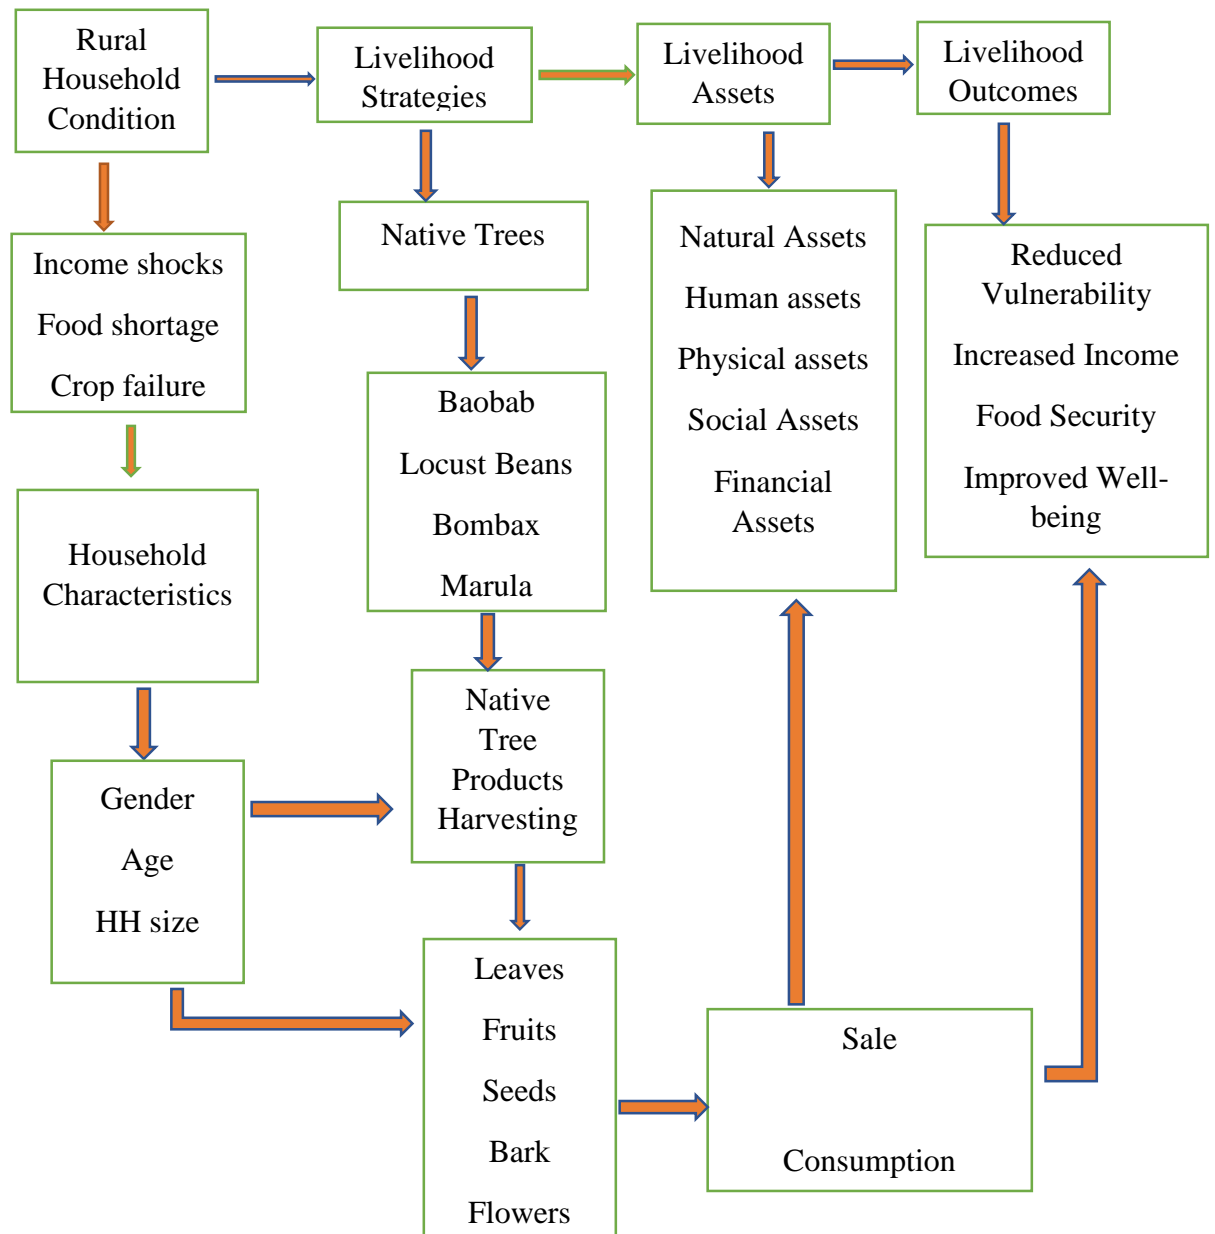 Rural
Household
Condition
Livelihood
Strategies
Livelihood
Assets
Livelihood
Outcomes
Income shocks
Food shortage
Crop failure
Native Trees
Natural Assets
Human assets
Physical assets
Social Assets
Financial
Assets
Reduced
Vulnerability
Increased Income
Food Security
Improved Well-
being
Baobab
Locust Beans
Bombax
Marula
Household
Characteristics
Native
Tree
Products
Harvesting
Gender
Age
HH size
Leaves
Fruits
Seeds
Bark
Flowers
Sale
Consumption